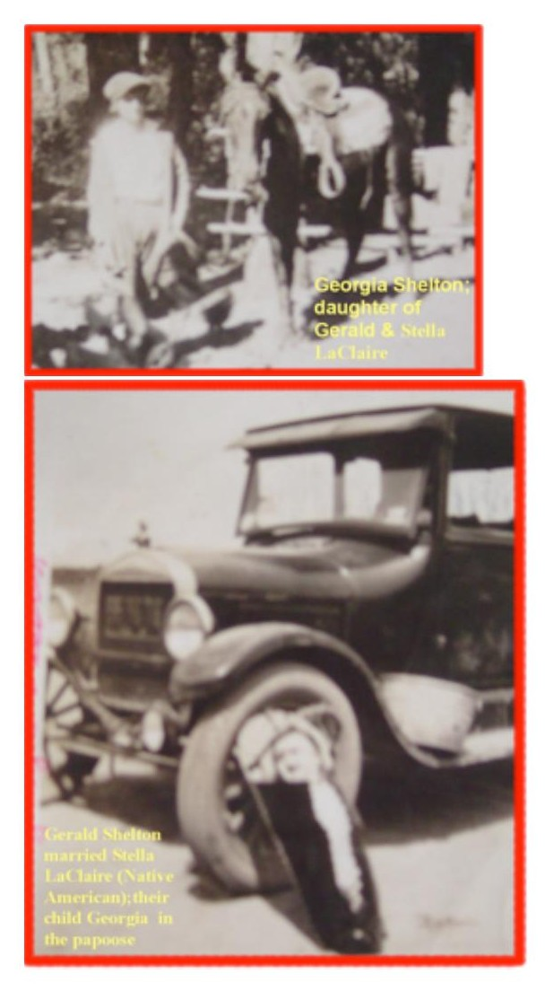 Georgia Shelton;
daughter of
Gerald & Stella
LaClaire
Gerald Shelton
married Stella
LaClaire (Native
American); their
child Georgia in
the papoose